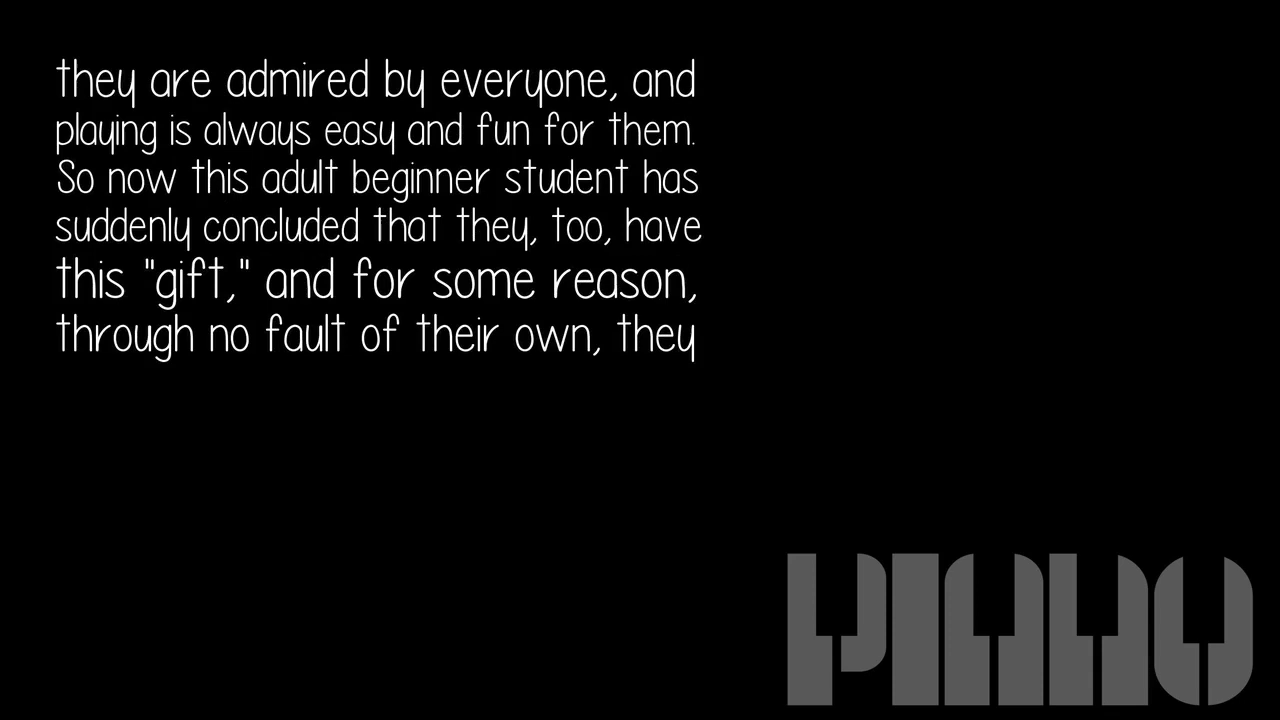 they are admired by everyone, and
playing is always easy and fun for them.
So now this adult beginner student has
suddenly concluded that they, too, have
this "gift," and for some reason,
through no fault of their own, they
PIANO